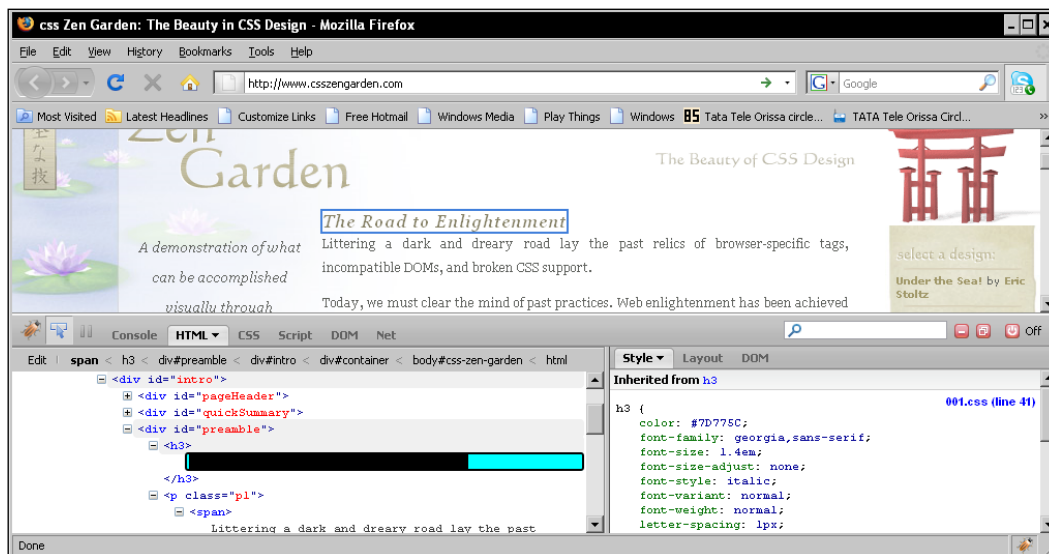 css Zen Garden: The Beauty in CSS Design - Mozilla Firefox
File Edit View History Bookmarks Tools Help
http://www.csszengarden.com
G Google
Most Visited Latest Headlines Customize Links Free Hotmail Windows Media Play Things Windows 85 Tata Tele Orissa circle... TATA Tele Orissa Circl... »
な技
Zen
Garden
The Beauty of CSS Design
The Road to Enlightenment
Littering a dark and dreary road lay the past relics of browser-specific tags,
incompatible DOMs, and broken CSS support.
Today, we must clear the mind of past practices. Web enlightenment has been achieved
A demonstration of what
can be accomplished
visually through
select a design:
Under the Sea! by Eric
Stoltz
Console HTML CSS Script DOM Net
Off
Edit | span < h3 < div#preamble < div#intro < div#container < body#css-zen-garden < html
<div id="intro">
<div id="pageHeader">
<div id="quickSummary">
<div id="preamble">
<h3>
</h3>
<p class="p1">
<span>
Littering a dark and dreary road lay the past
Style Layout DOM
Inherited from h3
001.css (line 41)
h3 {
color: #7D775C;
font-family: georgia,sans-serif;
font-size: 1.4em;
font-size-adjust: none;
font-style: italic;
font-variant: normal;
font-weight: normal;
letter-spacing: 1px;
Done